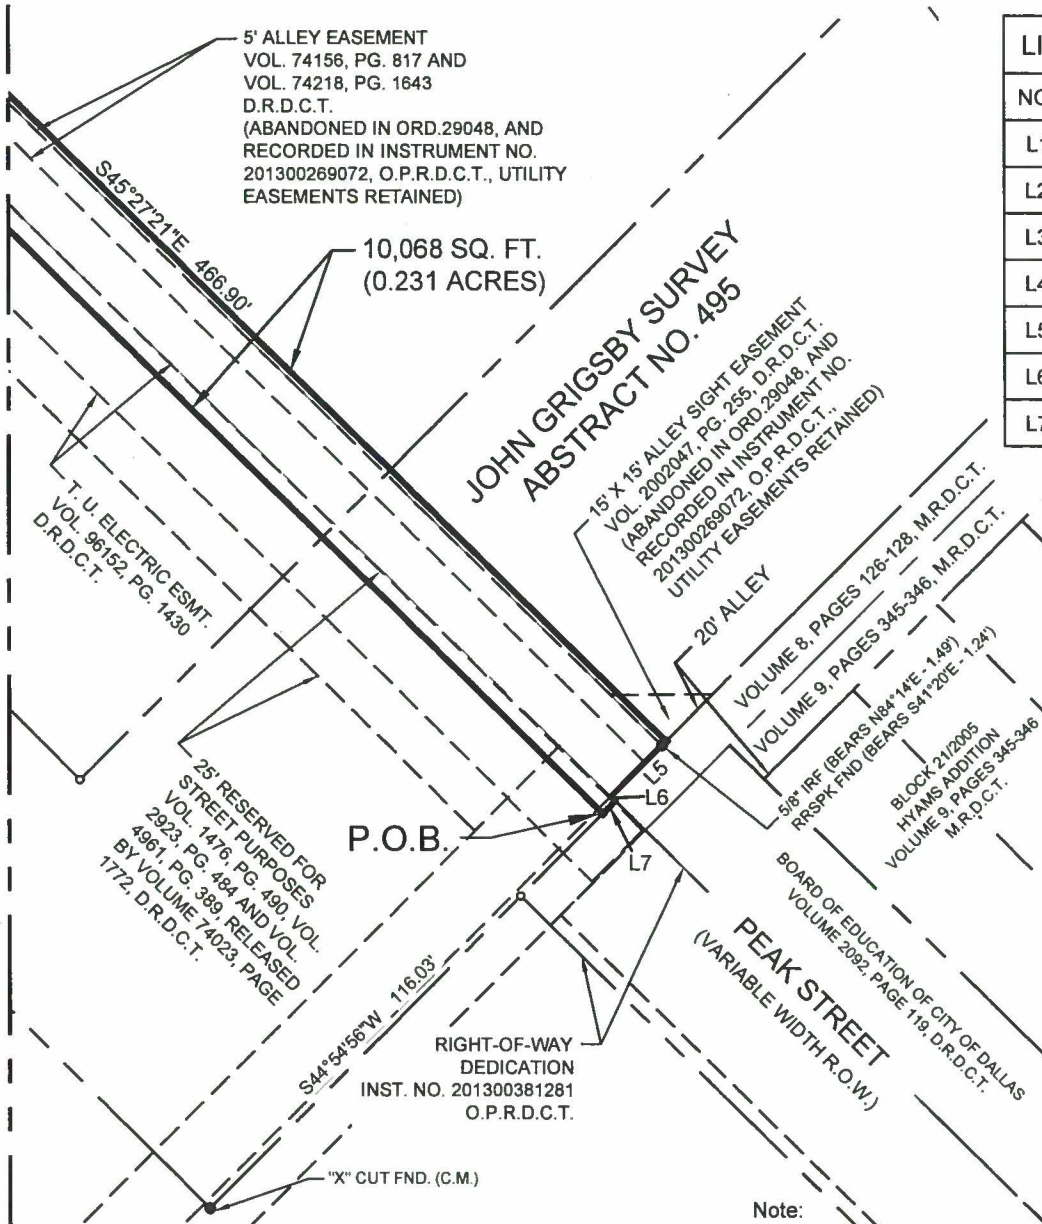 5' ALLEY EASEMENT
VOL. 74156, PG. 817 AND
VOL. 74218, PG. 1643
D.R.D.C.T.
(ABANDONED IN ORD.29048, AND
RECORDED IN INSTRUMENT NO.
201300269072, O.P.R.D.C.T., UTILITY
EASEMENTS RETAINED)
LI
NO
L1
L2
L3
L4
L5
L6
L7
S45°27'21"E 466.90'
10,068 SQ. FT.
(0.231 ACRES)
JOHN GRIGSBY SURVEY
ABSTRACT NO. 495
15' X 15' ALLEY SIGHT EASEMENT
VOL. 2002047, PG. 255, D.R.D.C.T.
(ABANDONED IN ORD.29048, AND
RECORDED IN INSTRUMENT NO.
201300269072, O.P.R.D.C.T.,
UTILITY EASEMENTS RETAINED)
T. U. ELECTRIC ESMT.
VOL. 96152, PG. 1430
D.R.D.C.T.
20' ALLEY
VOLUME 8, PAGES 126-128, M.R.D.C.T.
VOLUME 9, PAGES 345-346, M.R.D.C.T.
5/8" IRF (BEARS N84°14'E - 1.49')
RRSPK FND (BEARS S41°20'E - 1.24')
BLOCK 21/2005
HYAMS ADDITION
VOLUME 9, PAGES 345-346
M.R.D.C.T.
25' RESERVED FOR
STREET PURPOSES
VOL. 1476, PG. 490, VOL.
2923, PG. 484 AND VOL.
4961, PG. 389, RELEASED
BY VOLUME 74023, PAGE
1772, D.R.D.C.T.
P.O.B.
L5
L6
L7
BOARD OF EDUCATION OF CITY OF DALLAS
VOLUME 2092, PAGE 119, D.R.D.C.T.
PEAK STREET
(VARIABLE WIDTH R.O.W.)
S44°54'56"W 116.03'
RIGHT-OF-WAY
DEDICATION
INST. NO. 201300381281
O.P.R.D.C.T.
"X" CUT FND. (C.M.)
Note: